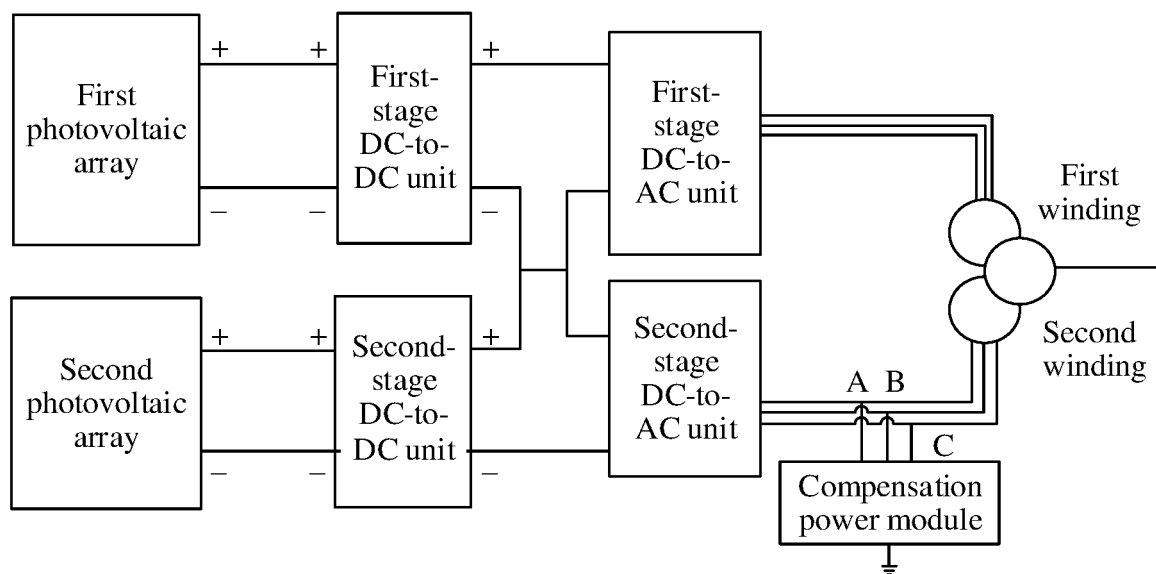 First
photovoltaic
array
+
+
−
−
First-
stage
DC-to-
DC unit
+
−
First-
stage
DC-to-
AC unit
First
winding
Second
photovoltaic
array
+
+
−
−
Second-
stage
DC-to-
DC unit
+
−
Second-
stage
DC-to-
AC unit
Second
winding
A B
C
Compensation
power module